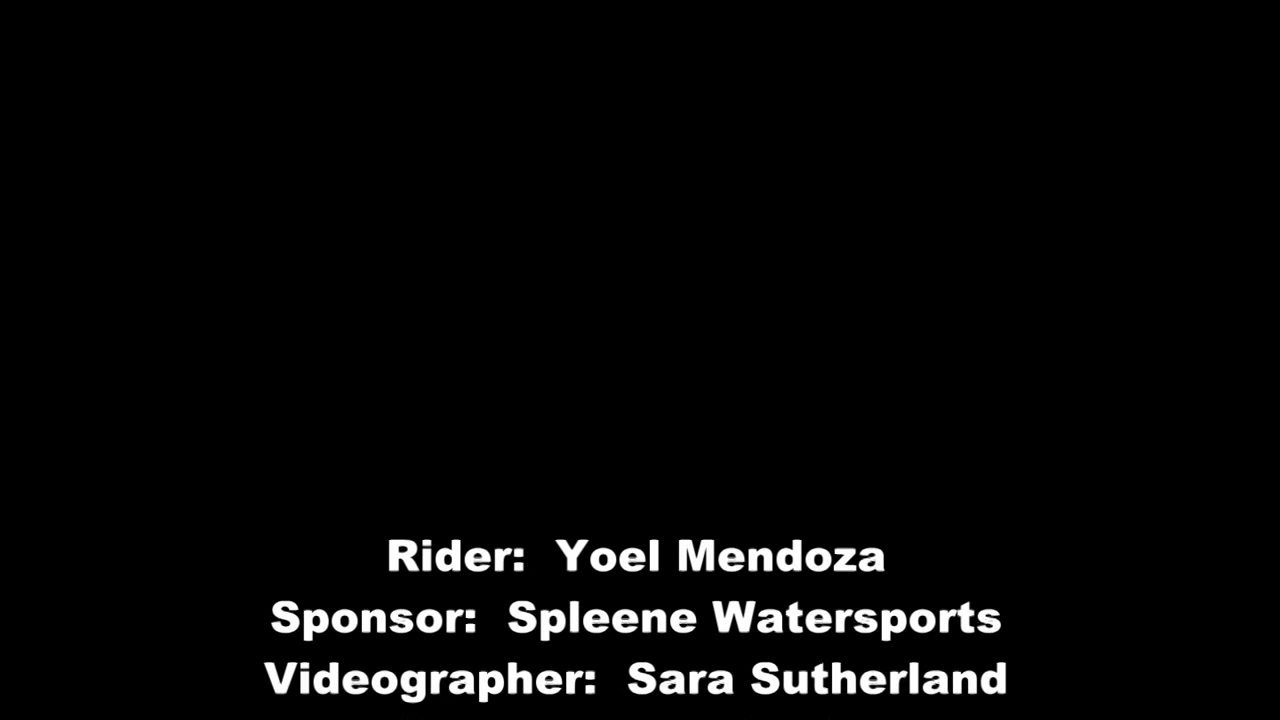 Rider:  Yoel Mendoza
Sponsor:  Spleene Watersports
Videographer:  Sara Sutherland